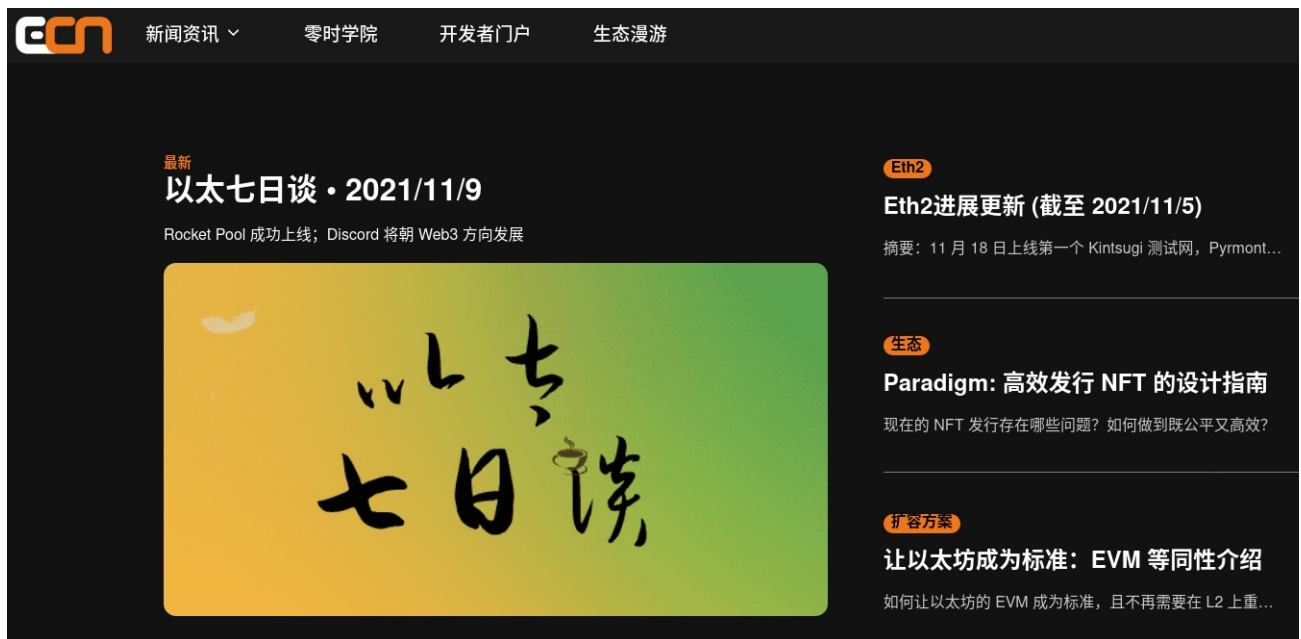 ECN
新闻资讯
零时学院
开发者门户
生态漫游
最新
以太七日谈 • 2021/11/9
Rocket Pool 成功上线；Discord 将朝 Web3 方向发展
以太
七日谈
Eth2
Eth2进展更新 (截至 2021/11/5)
摘要：11 月 18 日上线第一个 Kintsugi 测试网，Pyrmont…
生态
Paradigm: 高效发行 NFT 的设计指南
现在的 NFT 发行存在哪些问题？如何做到既公平又高效？
扩容方案
让以太坊成为标准：EVM 等同性介绍
如何让以太坊的 EVM 成为标准，且不再需要在 L2 上重…